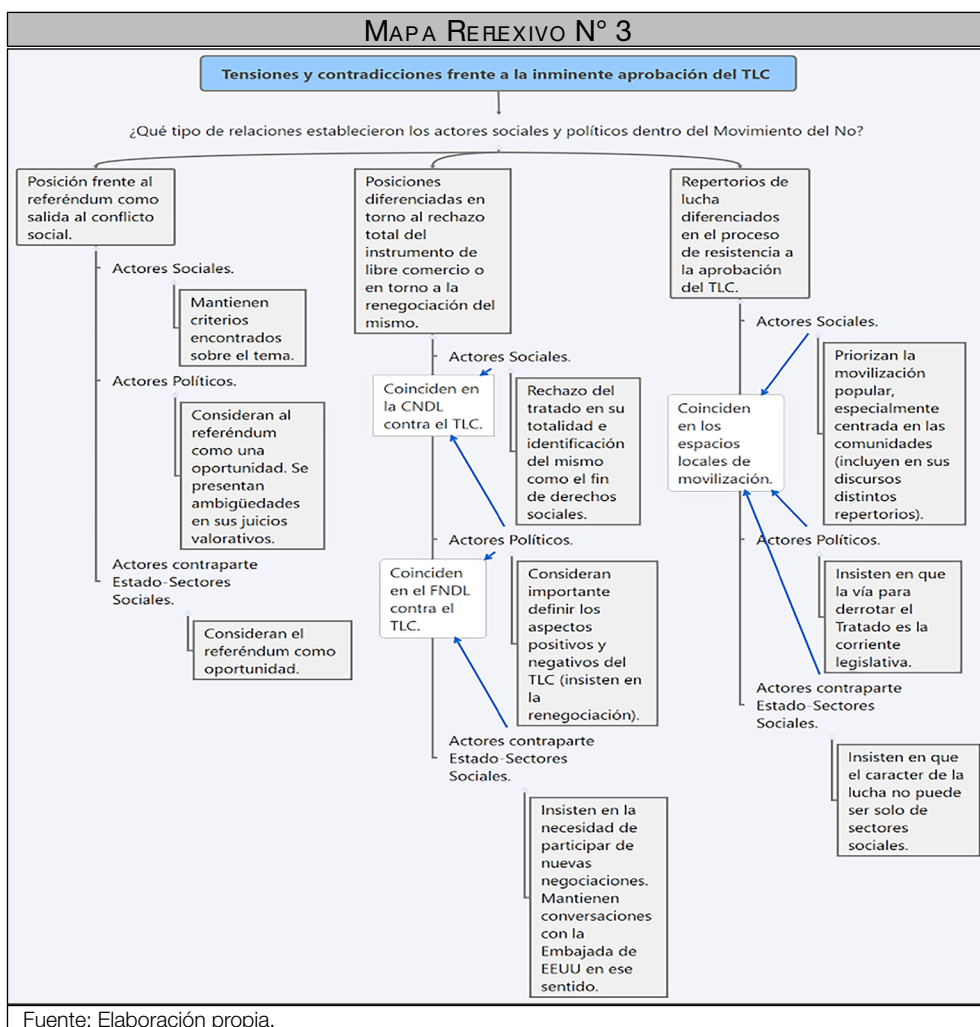 MAPA REFLEXIVO N° 3
Tensiones y contradicciones frente a la inminente aprobación del TLC
¿Qué tipo de relaciones establecieron los actores sociales y políticos dentro del Movimiento del No?
Posición frente al
referéndum como
salida al conflicto
social.
Actores Sociales.
Mantienen
criterios
encontrados
sobre el tema.
Actores Políticos.
Consideran al
referéndum
como una
oportunidad. Se
presentan
ambigüedades
en sus juicios
valorativos.
Actores contraparte
Estado-Sectores
Sociales.
Consideran el
referéndum como
oportunidad.
Posiciones
diferenciadas en
torno al rechazo
total del
instrumento de
libre comercio o
en torno a la
renegociación del
mismo.
Actores Sociales.
Coinciden en
la CNDL
contra el TLC.
Rechazo del
tratado en su
totalidad e
identificación
del mismo
como el fin
de derechos
sociales.
Actores Políticos.
Coinciden
en el FNDL
contra el
TLC.
Consideran
importante
definir los
aspectos
positivos y
negativos del
TLC (insisten en
la
renegociación).
Actores contraparte
Estado-Sectores
Sociales.
Insisten en la
necesidad de
participar de
nuevas
negociaciones.
Mantienen
conversaciones
con la
Embajada de
EEUU en ese
sentido.
Repertorios de
lucha
diferenciados
en el proceso
de resistencia a
la aprobación
del TLC.
Actores Sociales.
Coinciden
en los
espacios
locales de
movilización.
Priorizan la
movilización
popular,
especialmente
centrada en las
comunidades
(incluyen en sus
discursos
distintos
repertorios).
Actores Políticos.
Insisten en que
la vía para
derrotar el
Tratado es la
corriente
legislativa.
Actores contraparte
Estado-Sectores
Sociales.
Insisten en que
el caracter de la
lucha no puede
ser solo de
sectores
sociales.
Fuente: Elaboración propia.